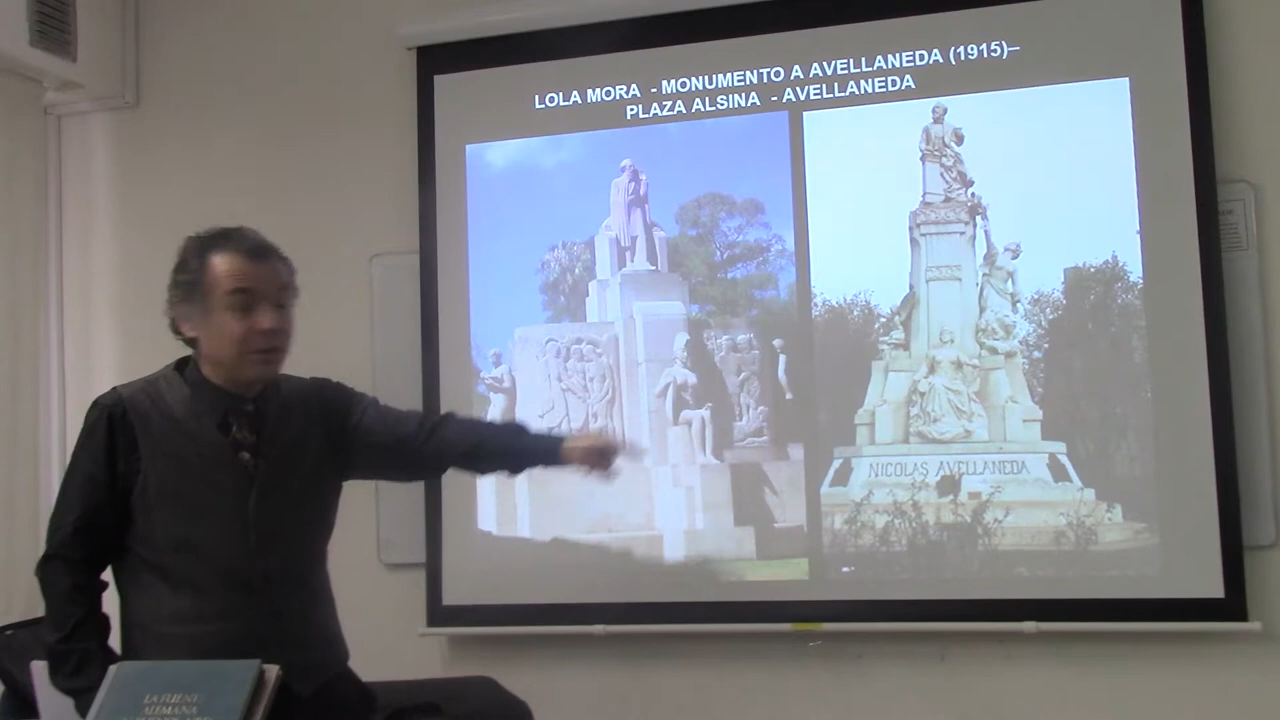 LOLA MORA - MONUMENTO A AVELLANEDA (1915)–
PLAZA ALSINA - AVELLANEDA
NICOLAS AVELLANEDA
LA FUENTE
ALEMANA